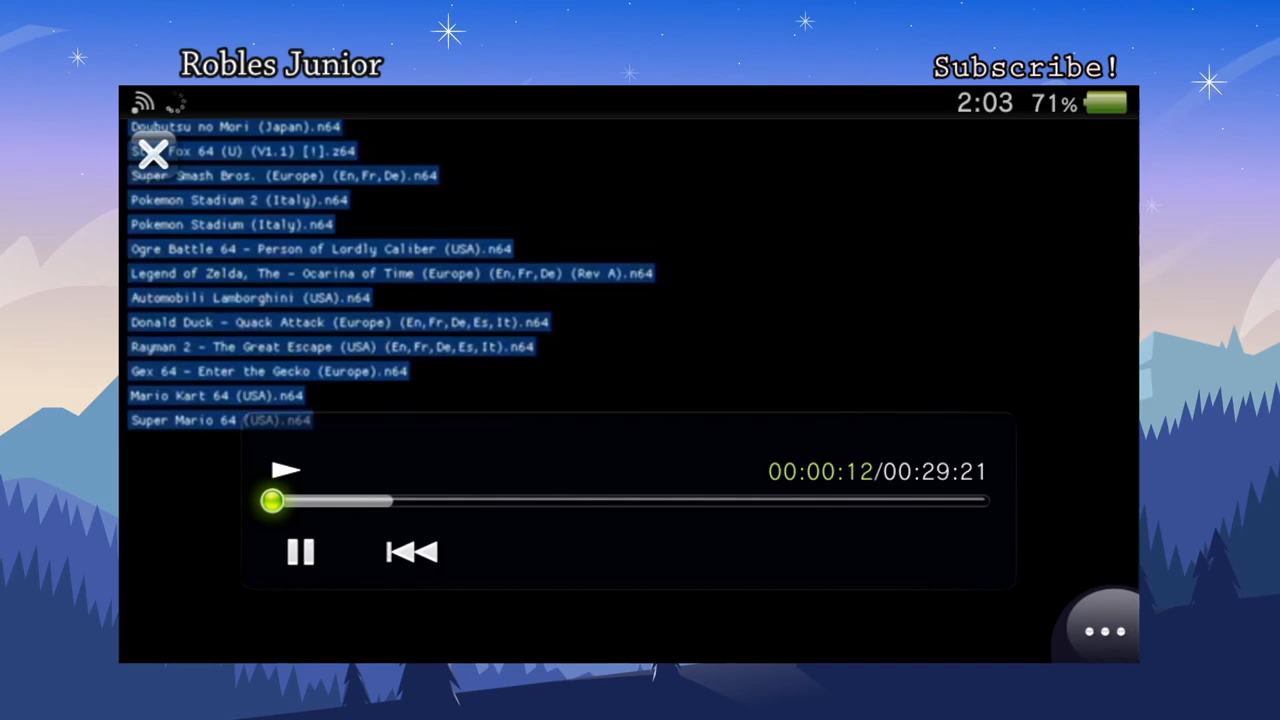 Robles Junior
Subscribe!
2:03 71%
Doubutsu no Mori (Japan).n64
Fox 64 (U) (V1.1) [!].z64
Super Smash Bros. (Europe) (En,Fr,De).n64
Pokemon Stadium 2 (Italy).n64
Pokemon Stadium (Italy).n64
Ogre Battle 64 - Person of Lordly Caliber (USA).n64
Legend of Zelda, The - Ocarina of Time (Europe) (En,Fr,De) (Rev A).n64
Automobili Lamborghini (USA).n64
Donald Duck - Quack Attack (Europe) (En,Fr,De,Es,It).n64
Rayman 2 - The Great Escape (USA) (En,Fr,De,Es,It).n64
Gex 64 - Enter the Gecko (Europe).n64
Mario Kart 64 (USA).n64
Super Mario 64 (USA).n64
00:00:12/00:29:21